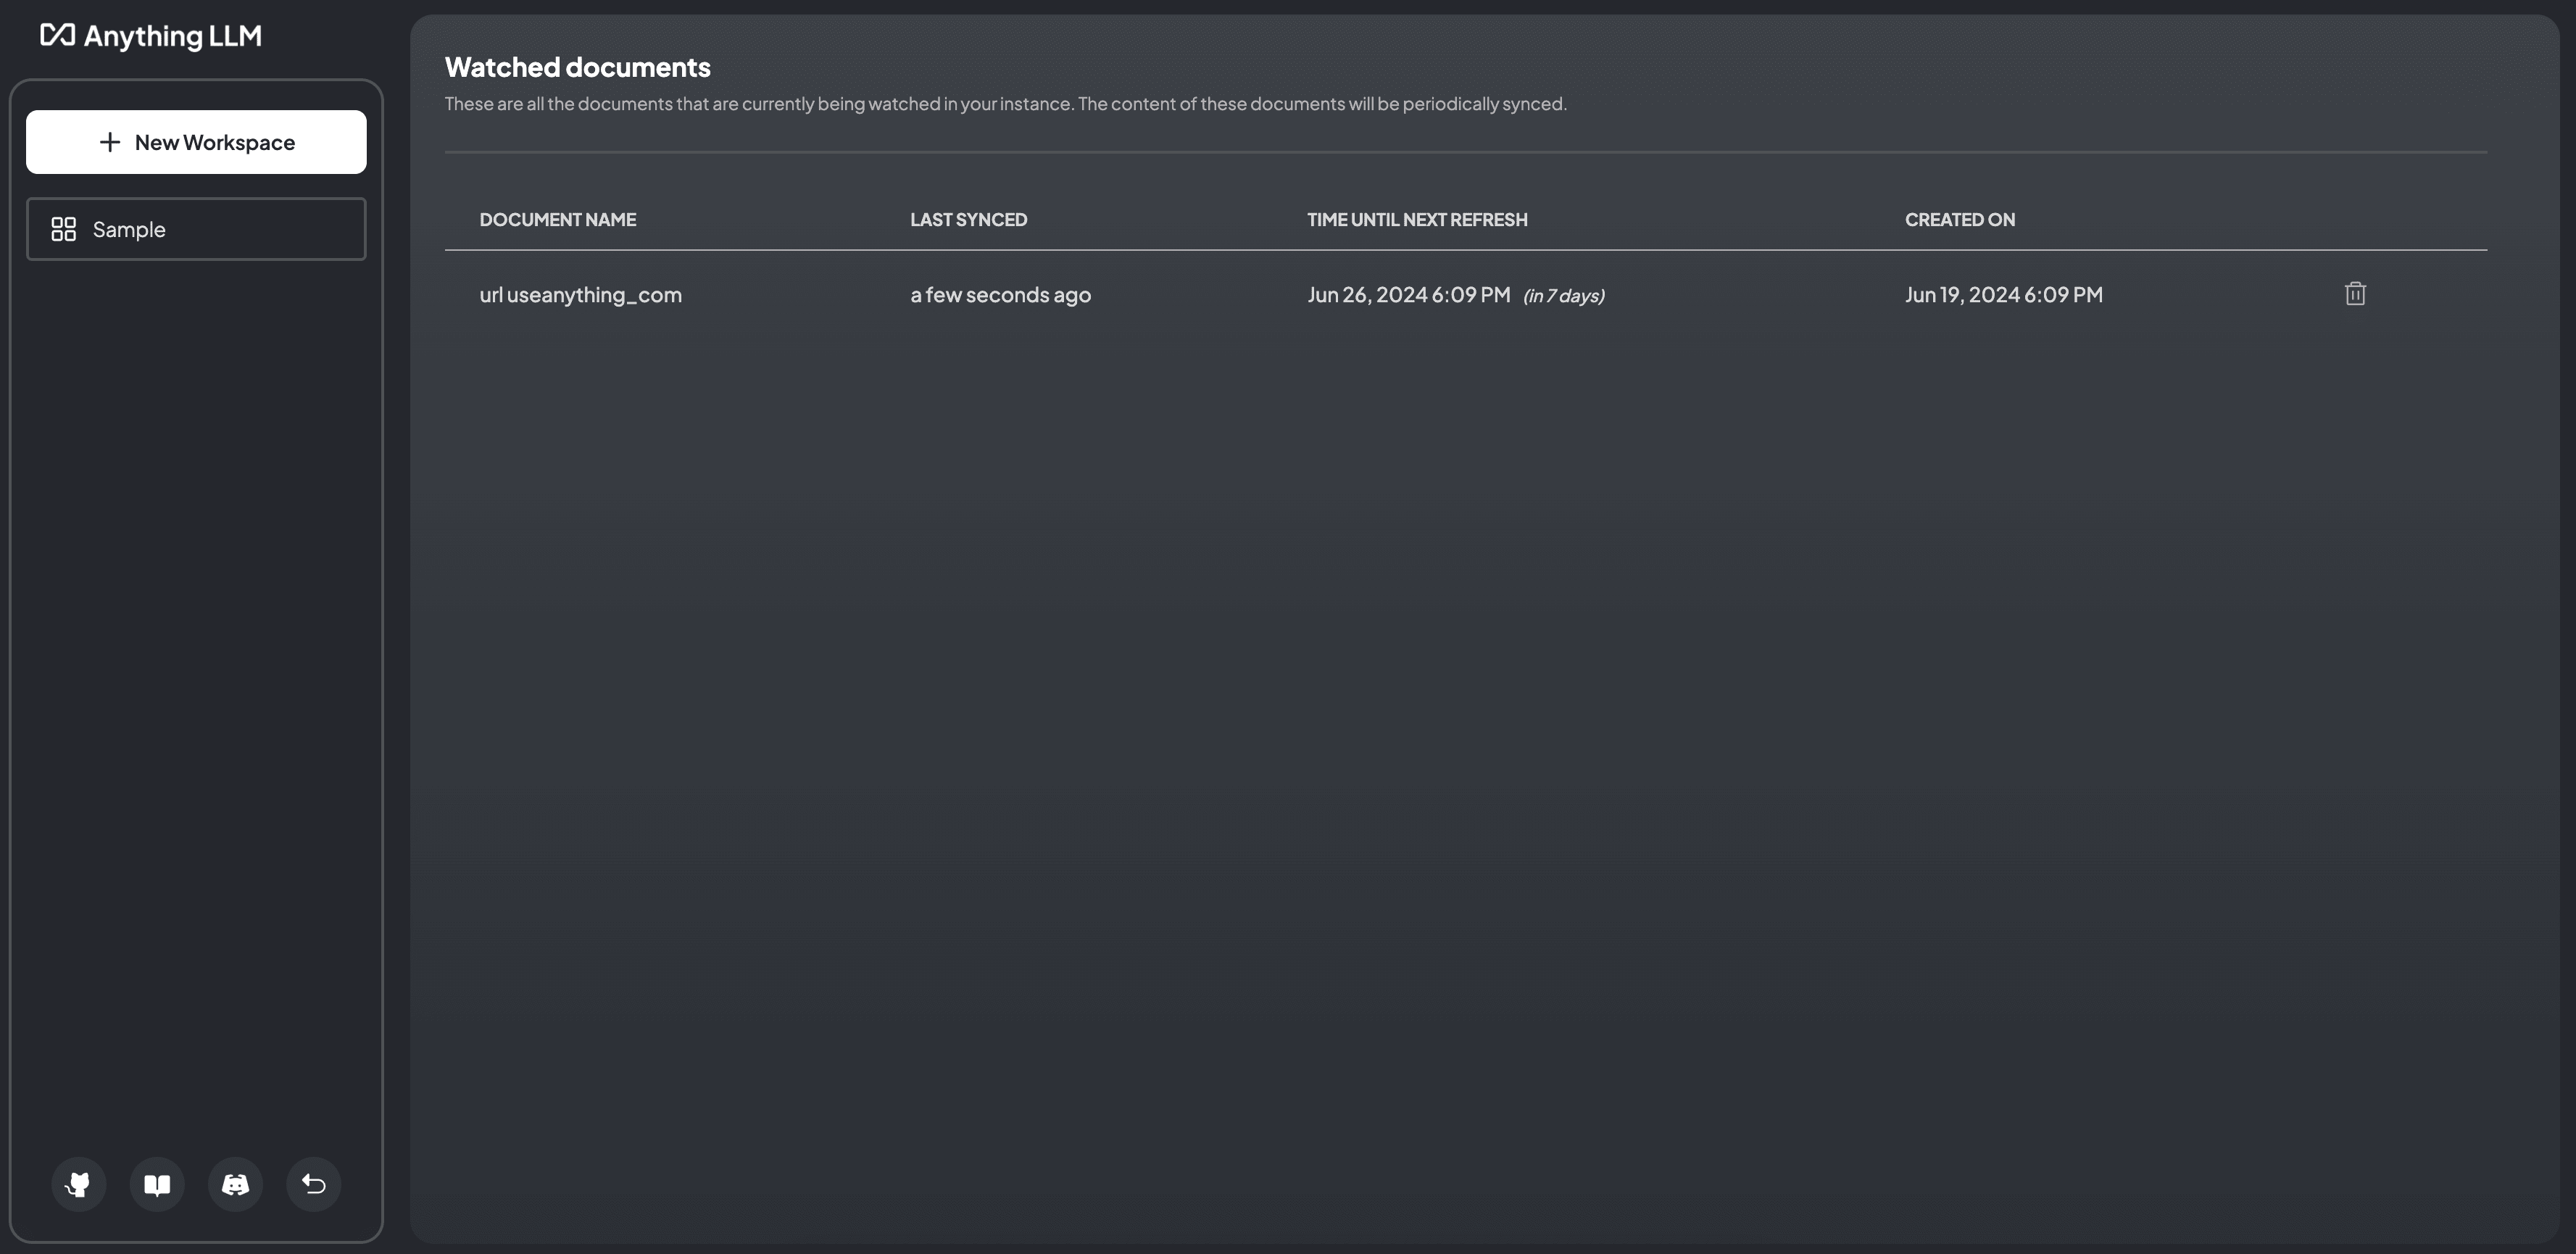 Anything LLM
New Workspace
Sample
Watched documents
These are all the documents that are currently being watched in your instance. The content of these documents will be periodically synced.
DOCUMENT NAME LAST SYNCED TIME UNTIL NEXT REFRESH CREATED ON
url useanything_com a few seconds ago Jun 26, 2024 6:09 PM (in 7 days) Jun 19, 2024 6:09 PM